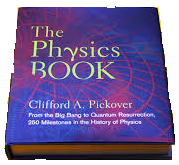 The
Physics
BOOK
Clifford A. Pickover
From the Big Bang to Quantum Resurrection,
250 Milestones in the History of Physics